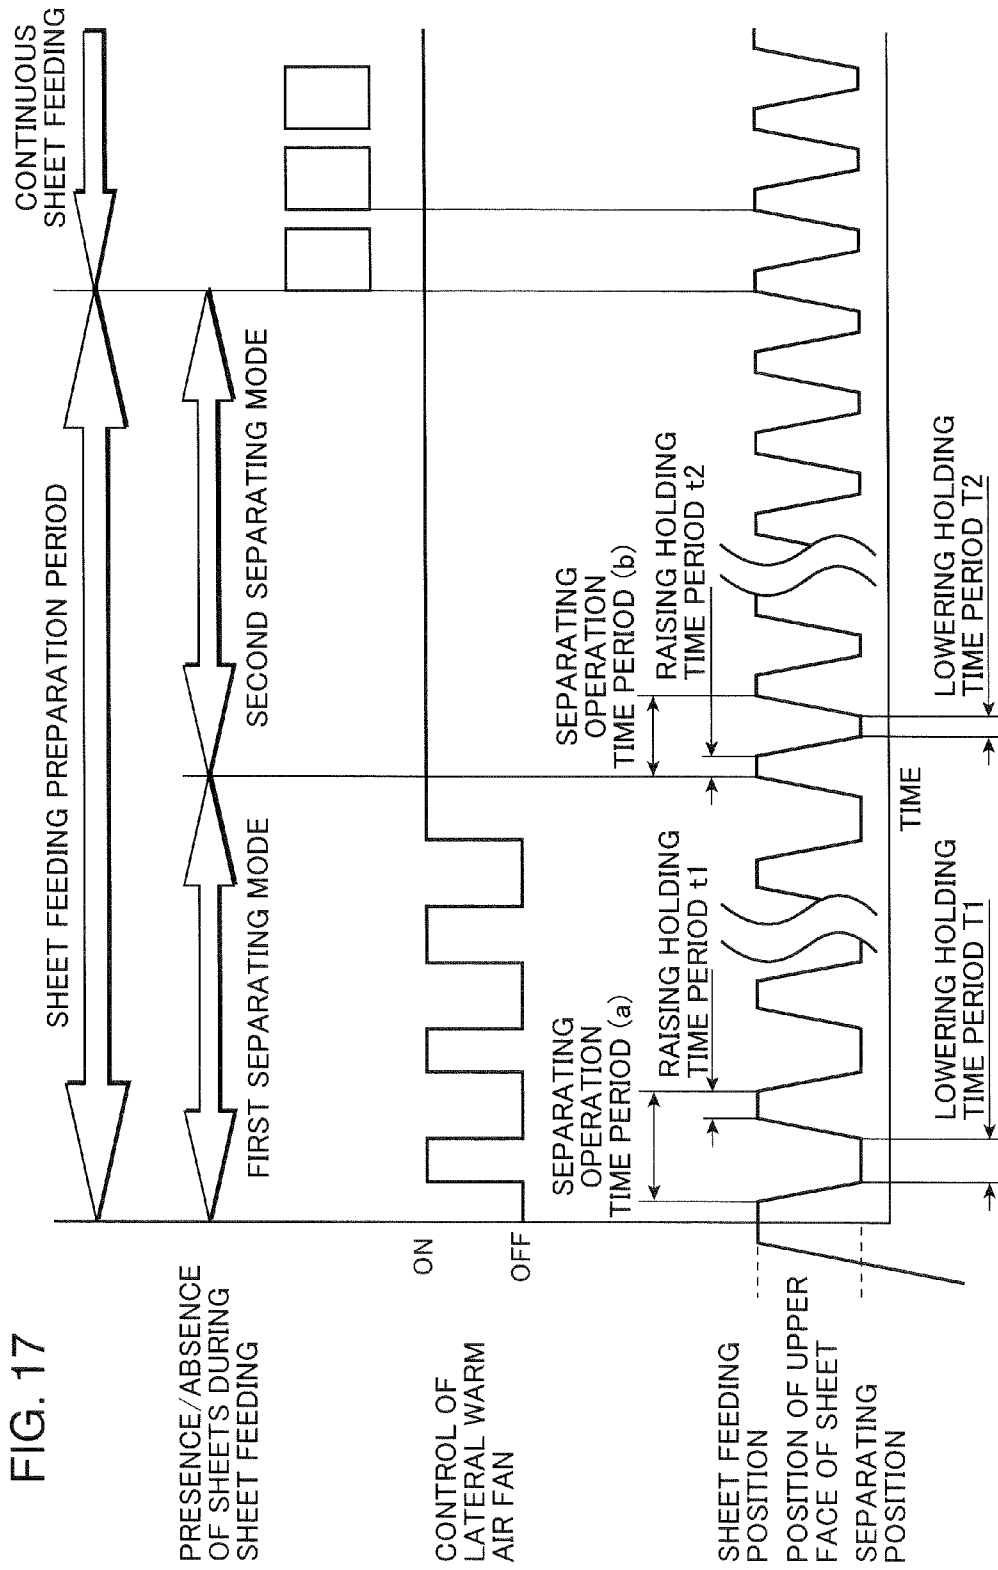 FIG. 17
CONTINUOUS
SHEET FEEDING
SHEET FEEDING PREPARATION PERIOD
PRESENCE/ABSENCE
OF SHEETS DURING
SHEET FEEDING
FIRST SEPARATING MODE
SECOND SEPARATING MODE
CONTROL OF
LATERAL WARM
AIR FAN
ON
OFF
SEPARATING
OPERATION
TIME PERIOD (a)
SEPARATING
OPERATION
TIME PERIOD (b)
RAISING HOLDING
TIME PERIOD t1
RAISING HOLDING
TIME PERIOD t2
SHEET FEEDING
POSITION
POSITION OF UPPER
FACE OF SHEET
SEPARATING
POSITION
TIME
LOWERING HOLDING
TIME PERIOD T1
LOWERING HOLDING
TIME PERIOD T2